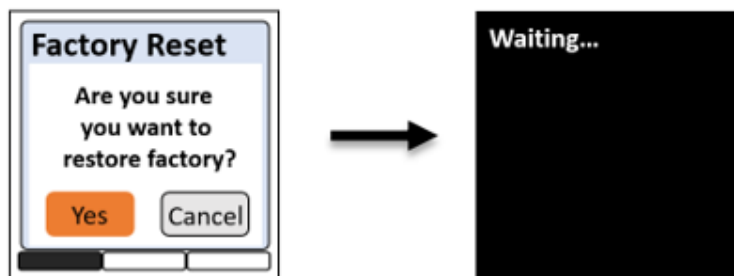 Factory Reset
Are you sure
you want to
restore factory?
Yes
Cancel
Waiting...